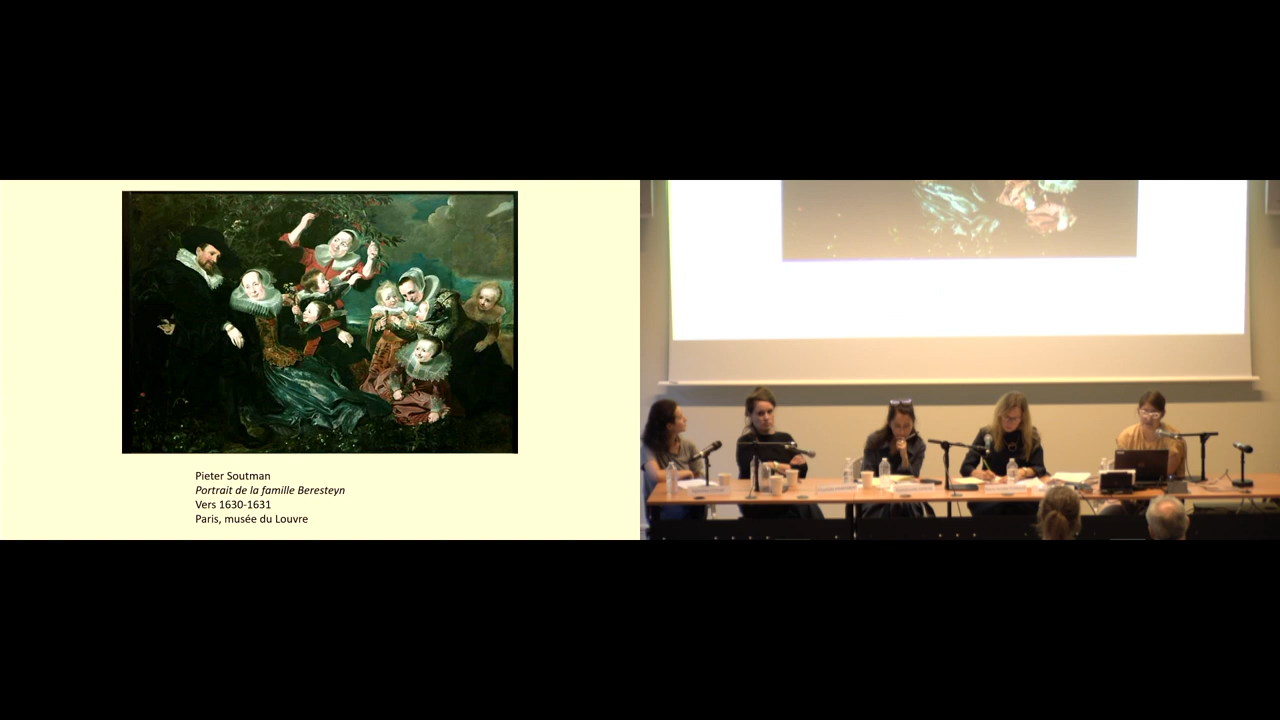 Pieter Soutman
Portrait de la famille Beresteyn
Vers 1630-1631
Paris, musée du Louvre